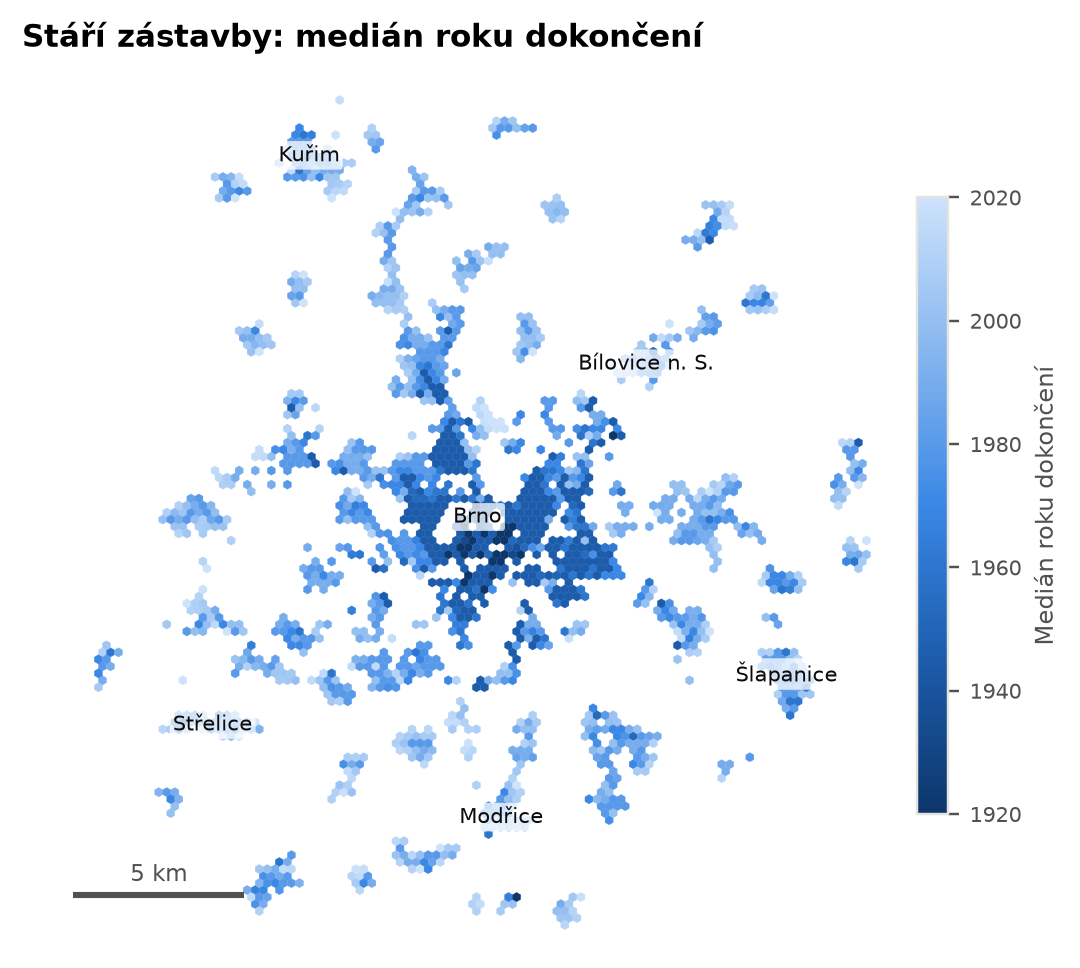 Stáří zástavby: medián roku dokončení
Kuřim
Bílovice n. S.
Brno
Šlapanice
Střelice
Modřice
5 km
2020
2000
1980
1960
1940
1920
Medián roku dokončení